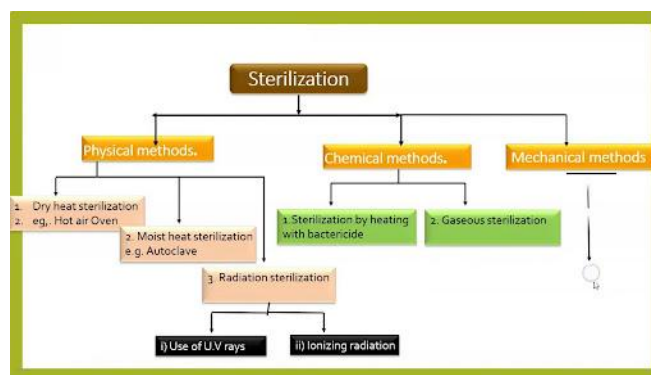 Sterilization
Physical methods.
Chemical methods.
Mechanical methods
1. Dry heat sterilization
2. eg,. Hot air Oven
2. Moist heat sterilization
e.g. Autoclave
3. Radiation sterilization
i) Use of U.V rays
ii) Ionizing radiation
1. Sterilization by heating
with bactericide
2. Gaseous sterilization